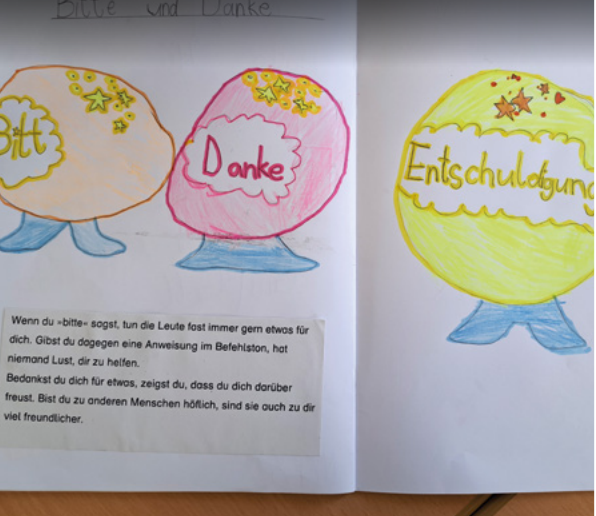 Bitte und Danke
Bitt
Danke
Entschuldigung
Wenn du »bitte« sagst, tun die Leute fast immer gern etwas für
dich. Gibst du dagegen eine Anweisung im Befehlston, hat
niemand Lust, dir zu helfen.
Bedankst du dich für etwas, zeigst du, dass du dich darüber
freust. Bist du zu anderen Menschen höflich, sind sie auch zu dir
viel freundlicher.